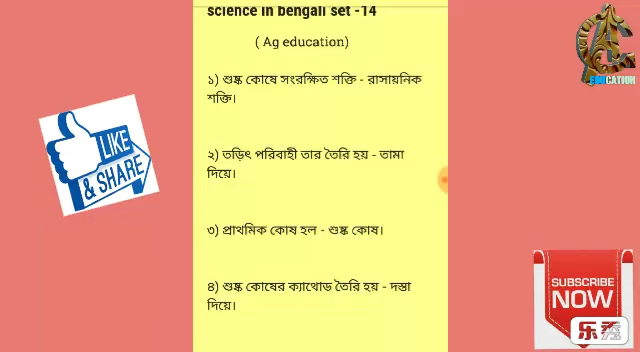 science in bengali set -14
( Ag education)
১) শুষ্ক কোষে সংরক্ষিত শক্তি - রাসায়নিক
শক্তি।
২) তড়িৎ পরিবাহী তার তৈরি হয় - তামা
দিয়ে।
৩) প্রাথমিক কোষ হল - শুষ্ক কোষ।
৪) শুষ্ক কোষের ক্যাথোড তৈরি হয় - দস্তা
দিয়ে।
LIKE
& SHARE
EDUCATION
SUBSCRIBE
NOW
乐秀